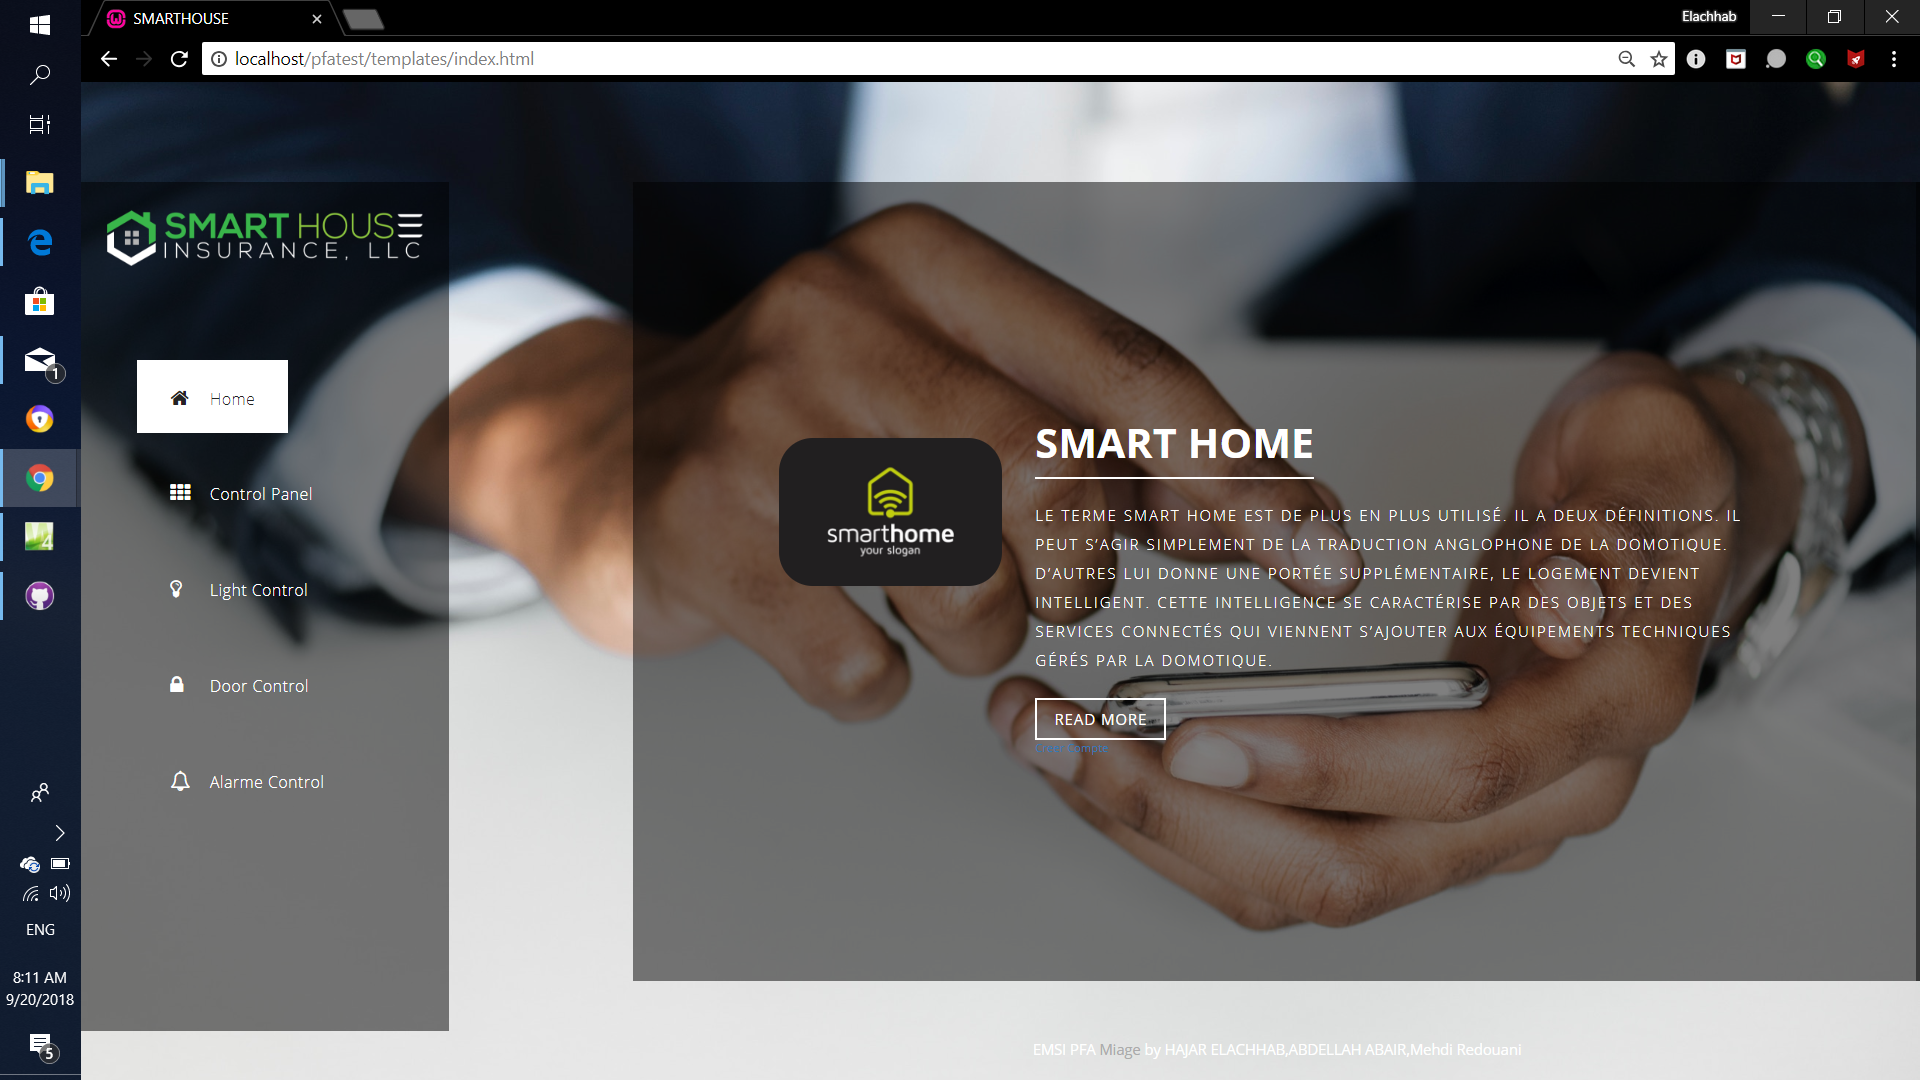 SMARTHOUSE
Elachhab
localhost/pfatest/templates/index.html
SMART HOUSE
INSURANCE, LLC
Home
Control Panel
Light Control
Door Control
Alarme Control
smarthome
your slogan
SMART HOME
LE TERME SMART HOME EST DE PLUS EN PLUS UTILISÉ. IL A DEUX DÉFINITIONS. IL
PEUT S’AGIR SIMPLEMENT DE LA TRADUCTION ANGLOPHONE DE LA DOMOTIQUE.
D’AUTRES LUI DONNE UNE PORTÉE SUPPLÉMENTAIRE, LE LOGEMENT DEVIENT
INTELLIGENT. CETTE INTELLIGENCE SE CARACTÉRISE PAR DES OBJETS ET DES
SERVICES CONNECTÉS QUI VIENNENT S’AJOUTER AUX ÉQUIPEMENTS TECHNIQUES
GÉRÉS PAR LA DOMOTIQUE.
READ MORE
Compte
EMSI PFA Miage by HAJAR ELACHHAB,ABDELLAH ABAIR,Mehdi Redouani
1
4
ENG
8:11 AM
9/20/2018
5